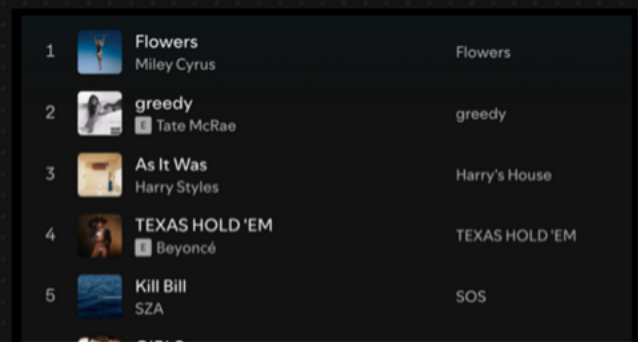 1
Flowers
Miley Cyrus
Flowers
2
greedy
E Tate McRae
greedy
3
As It Was
Harry Styles
Harry's House
4
TEXAS HOLD 'EM
E Beyoncé
TEXAS HOLD 'EM
5
Kill Bill
SZA
SOS